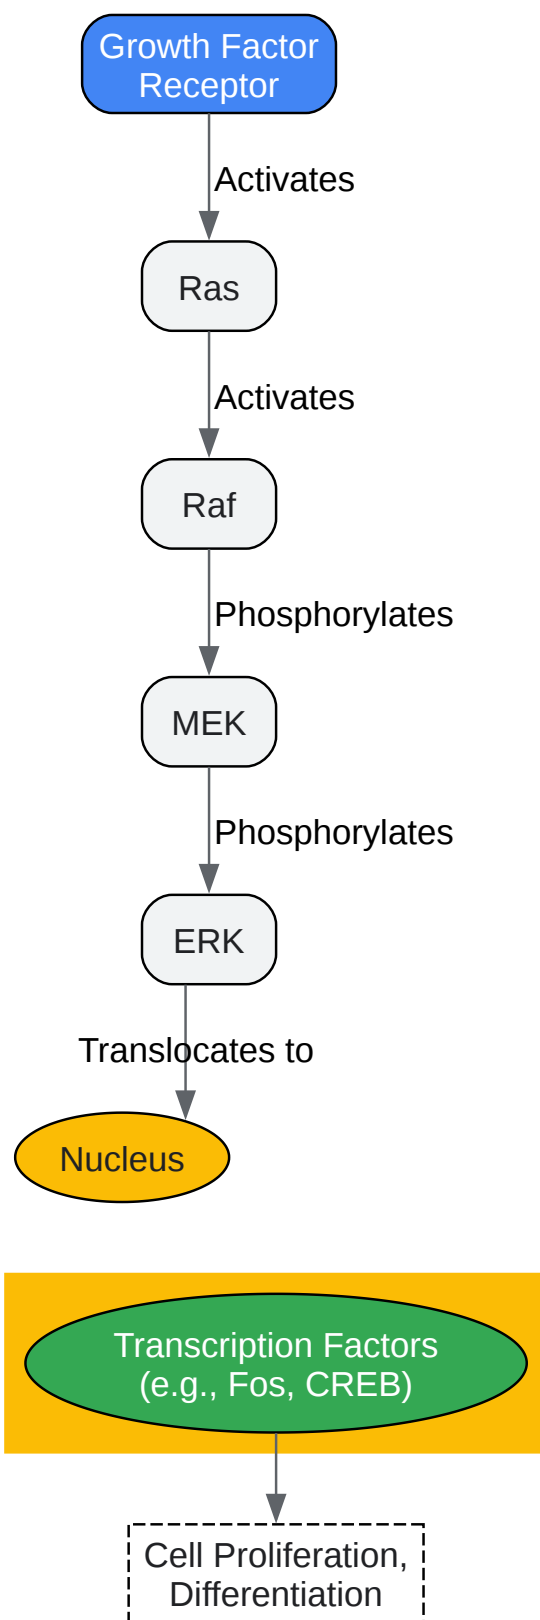 Growth Factor
Receptor
Activates
Ras
Activates
Raf
Phosphorylates
MEK
Phosphorylates
ERK
Translocates to
Nucleus
Transcription Factors
(e.g., Fos, CREB)
Cell Proliferation,
Differentiation